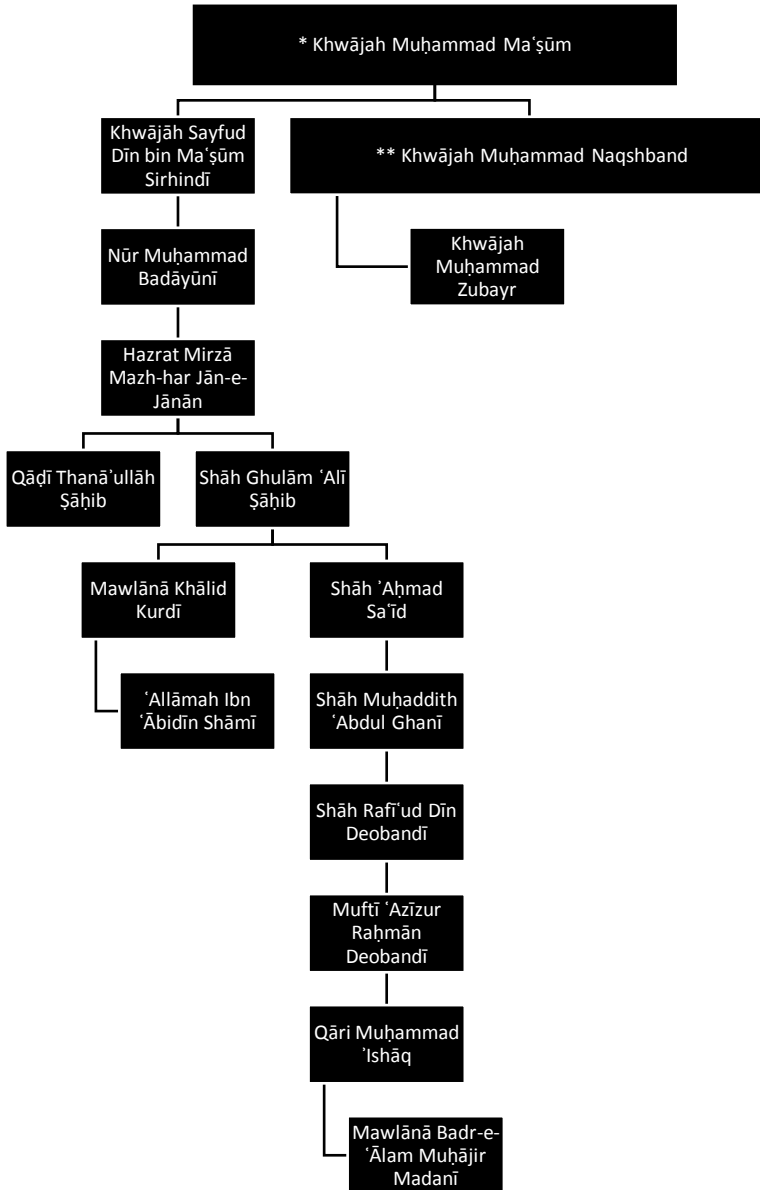 * Khwājah Muḥammad Maʿṣūm
Khwājāh Sayfud
Dīn bin Maʿṣūm
Sirhindī
** Khwājah Muḥammad Naqshband
Nūr Muḥammad
Badāyūnī
Khwājah
Muḥammad
Zubayr
Hazrat Mirzā
Mazh-har Jān-e-
Jānān
Qāḍī Thanāʾullāh
Ṣāḥib
Shāh Ghulām ʿAlī
Ṣāḥib
Mawlānā Khālid
Kurdī
Shāh ʾAḥmad
Saʿīd
ʿAllāmah Ibn
ʿĀbidīn Shāmī
Shāh Muḥaddith
ʿAbdul Ghanī
Shāh Rafīʿud Dīn
Deobandī
Muftī ʿAzīzur
Raḥmān
Deobandī
Qāri Muḥammad
ʾIshāq
Mawlānā Badr-e-
ʿĀlam Muḥājir
Madanī